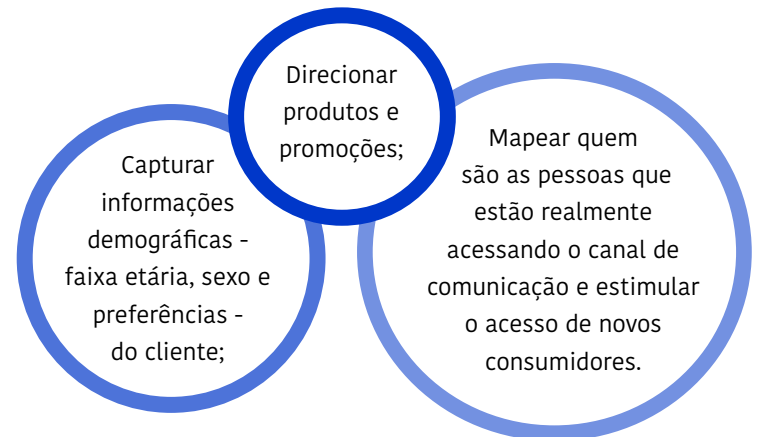 Capturar
informações
demográficas -
faixa etária, sexo e
preferências -
do cliente;
Direcionar
produtos e
promoções;
Mapear quem
são as pessoas que
estão realmente
acessando o canal de
comunicação e estimular
o acesso de novos
consumidores.